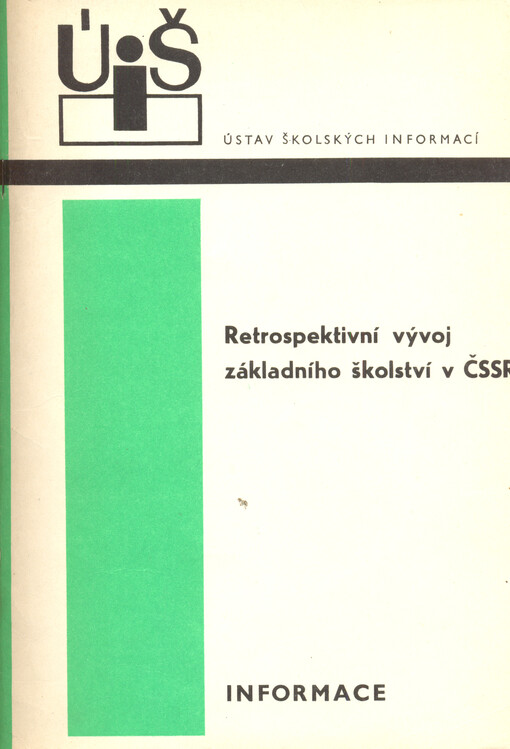 ÚiŠ
ÚSTAV ŠKOLSKÝCH INFORMACÍ
Retrospektivní vývoj
základního školství v ČSSR
INFORMACE